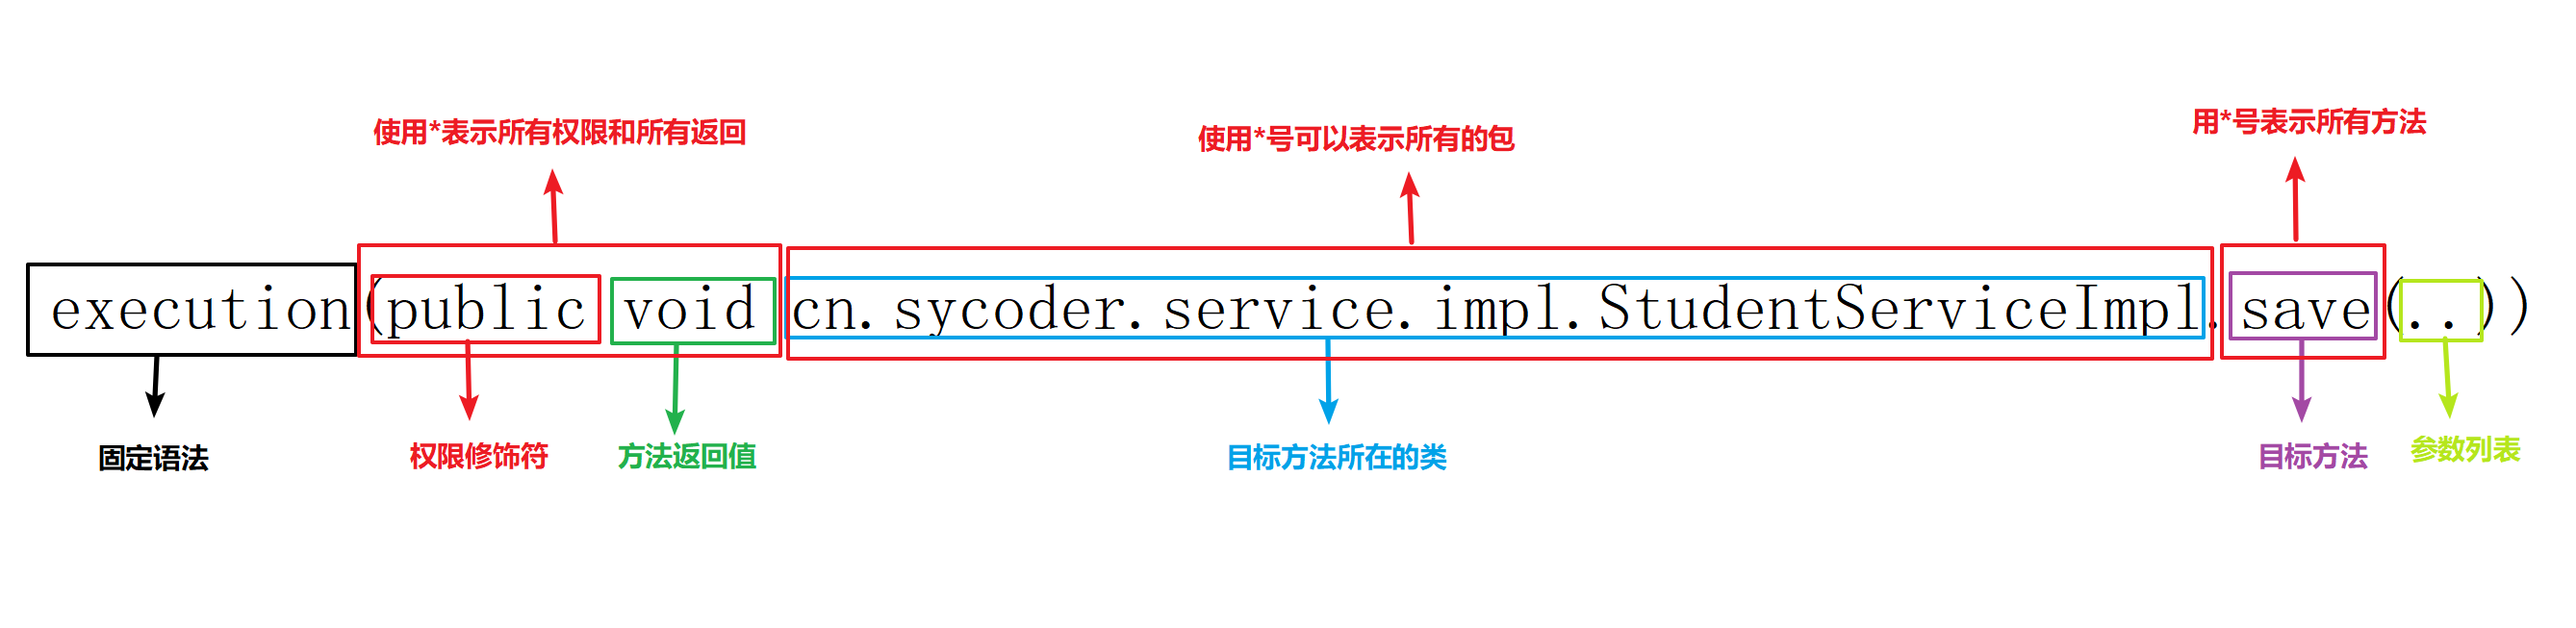 使用*表示所有权限和所有返回
使用*号可以表示所有的包
用*号表示所有方法
execution(public void cn.sycoder.service.impl.StudentServiceImpl.save(..))
固定语法
权限修饰符
方法返回值
目标方法所在的类
目标方法
参数列表